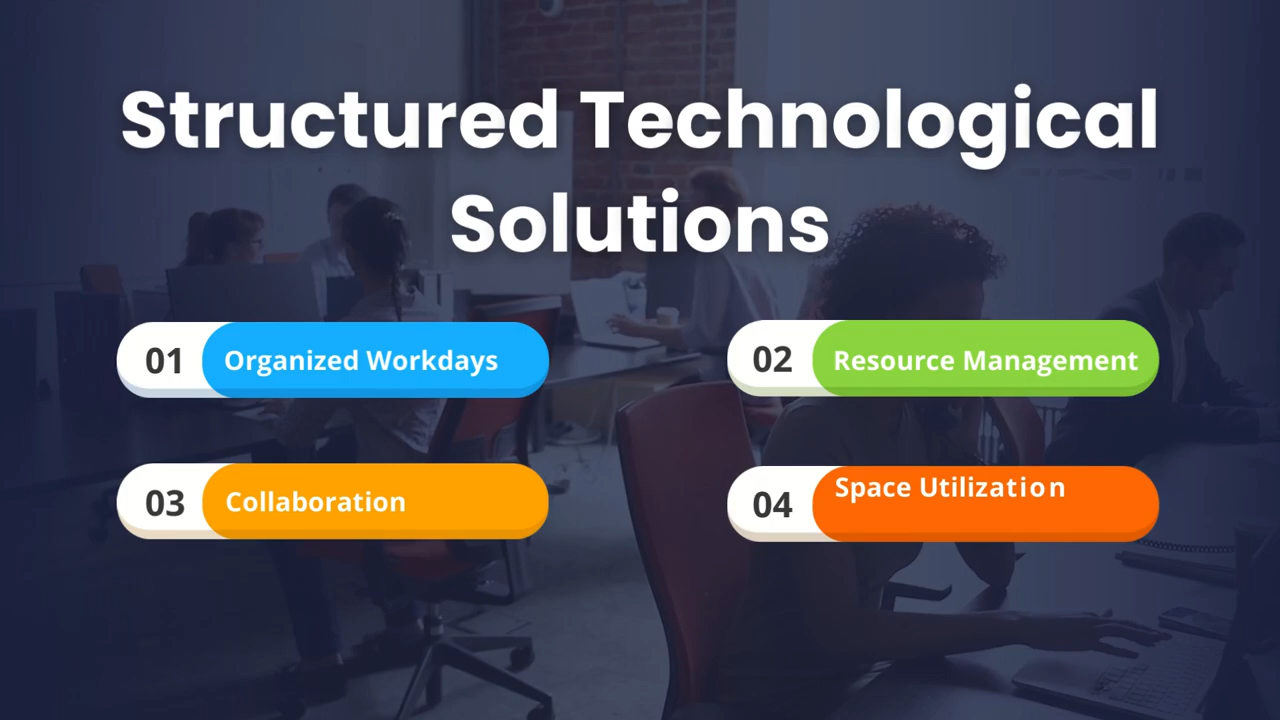 Structured Technological
Solutions
01 Organized Workdays
02 Resource Management
03 Collaboration
04 Space Utilization